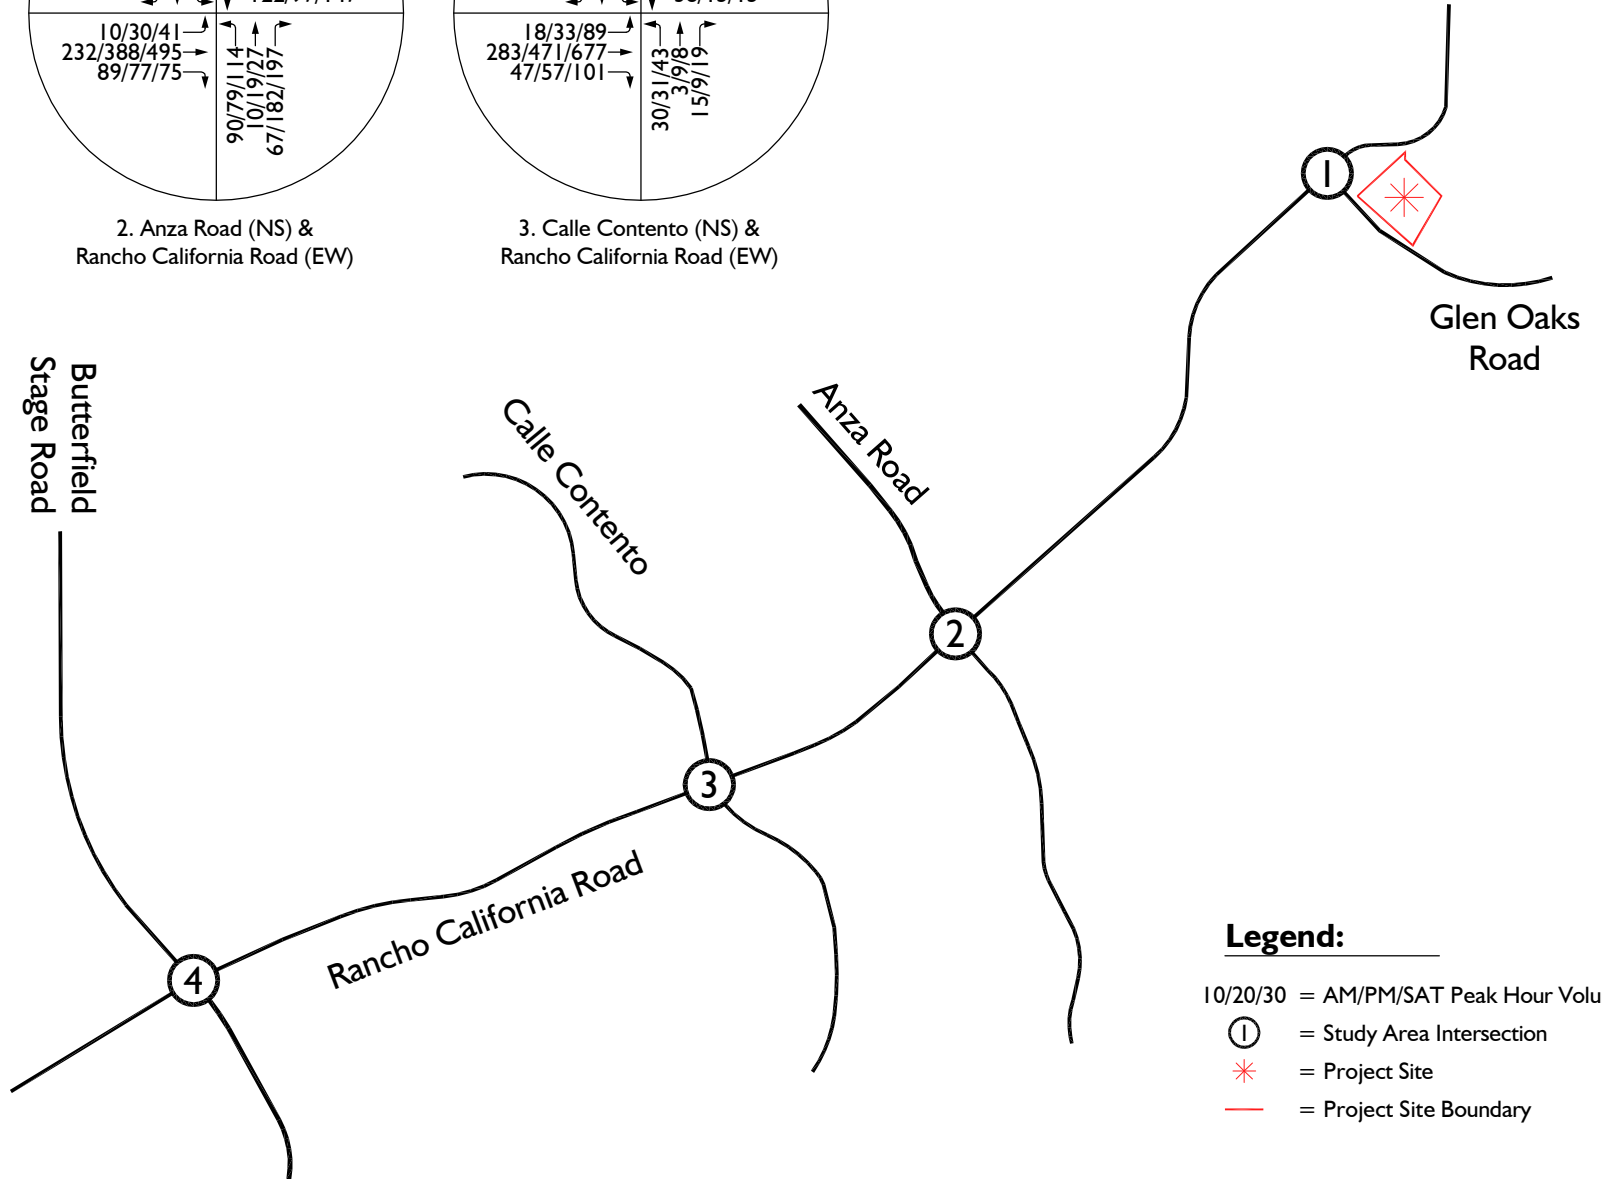 10/30/41
232/388/495
89/77/75
90/79/114
10/19/27
67/182/197
18/33/89
283/471/677
47/57/101
30/31/43
3/9/8
15/9/19
2. Anza Road (NS) &
Rancho California Road (EW)
3. Calle Contento (NS) &
Rancho California Road (EW)
1
Glen Oaks
Road
Butterfield
Stage Road
Calle Contento
Anza Road
2
3
Rancho California Road
4
Legend:
10/20/30 = AM/PM/SAT Peak Hour Volu
1 = Study Area Intersection
= Project Site
= Project Site Boundary